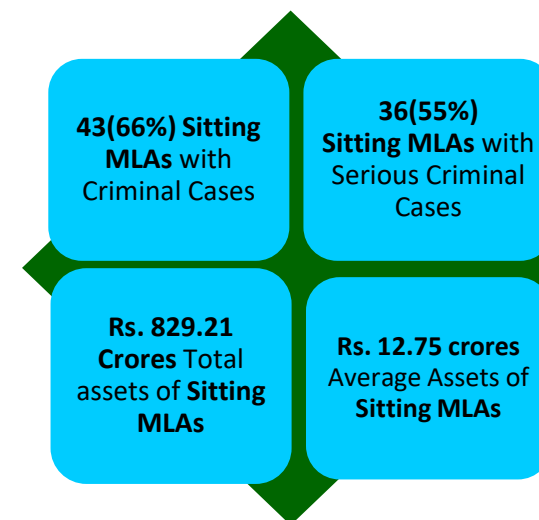 43(66%) Sitting
MLAs with
Criminal Cases
36(55%)
Sitting MLAs with
Serious Criminal
Cases
Rs. 829.21
Crores Total
assets of Sitting
MLAs
Rs. 12.75 crores
Average Assets of
Sitting MLAs